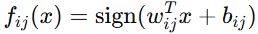 f_{ij}(x) = sign(w_{ij}^T x + b_{ij})